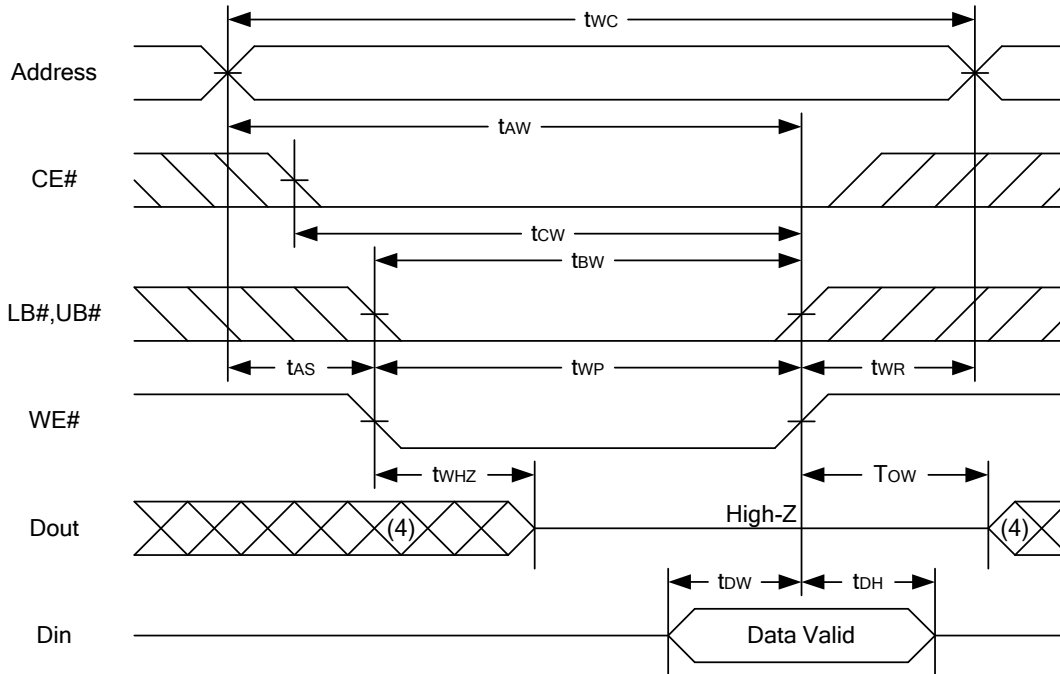 tWC
Address
tAW
CE#
tCW
tBW
LB#,UB#
tAS
tWP
tWR
WE#
tWHZ
TOW
Dout
(4)
High-Z
(4)
tDW
tDH
Din
Data Valid